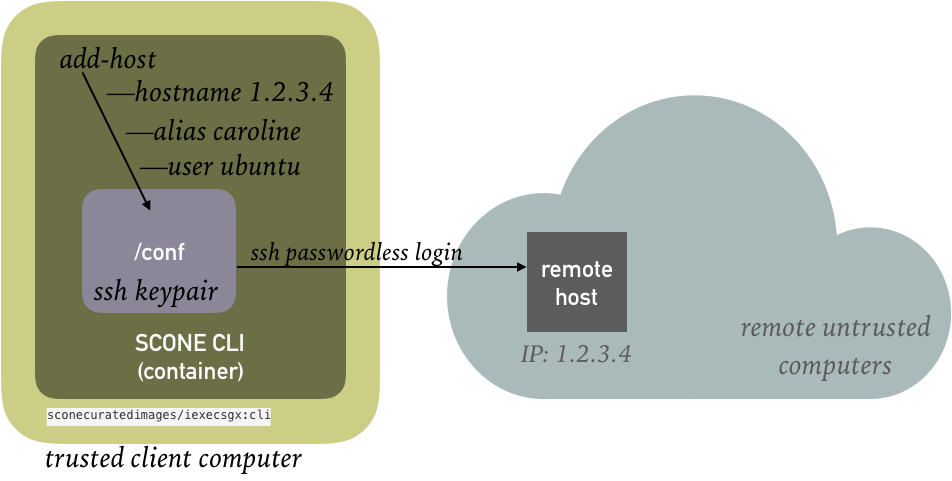 add-host
—hostname 1.2.3.4
—alias caroline
—user ubuntu
/conf
ssh keypair
SCONE CLI
(container)
sconecuratedimages/iexecsgx:cli
trusted client computer
ssh passwordless login
remote
host
IP: 1.2.3.4
remote untrusted
computers